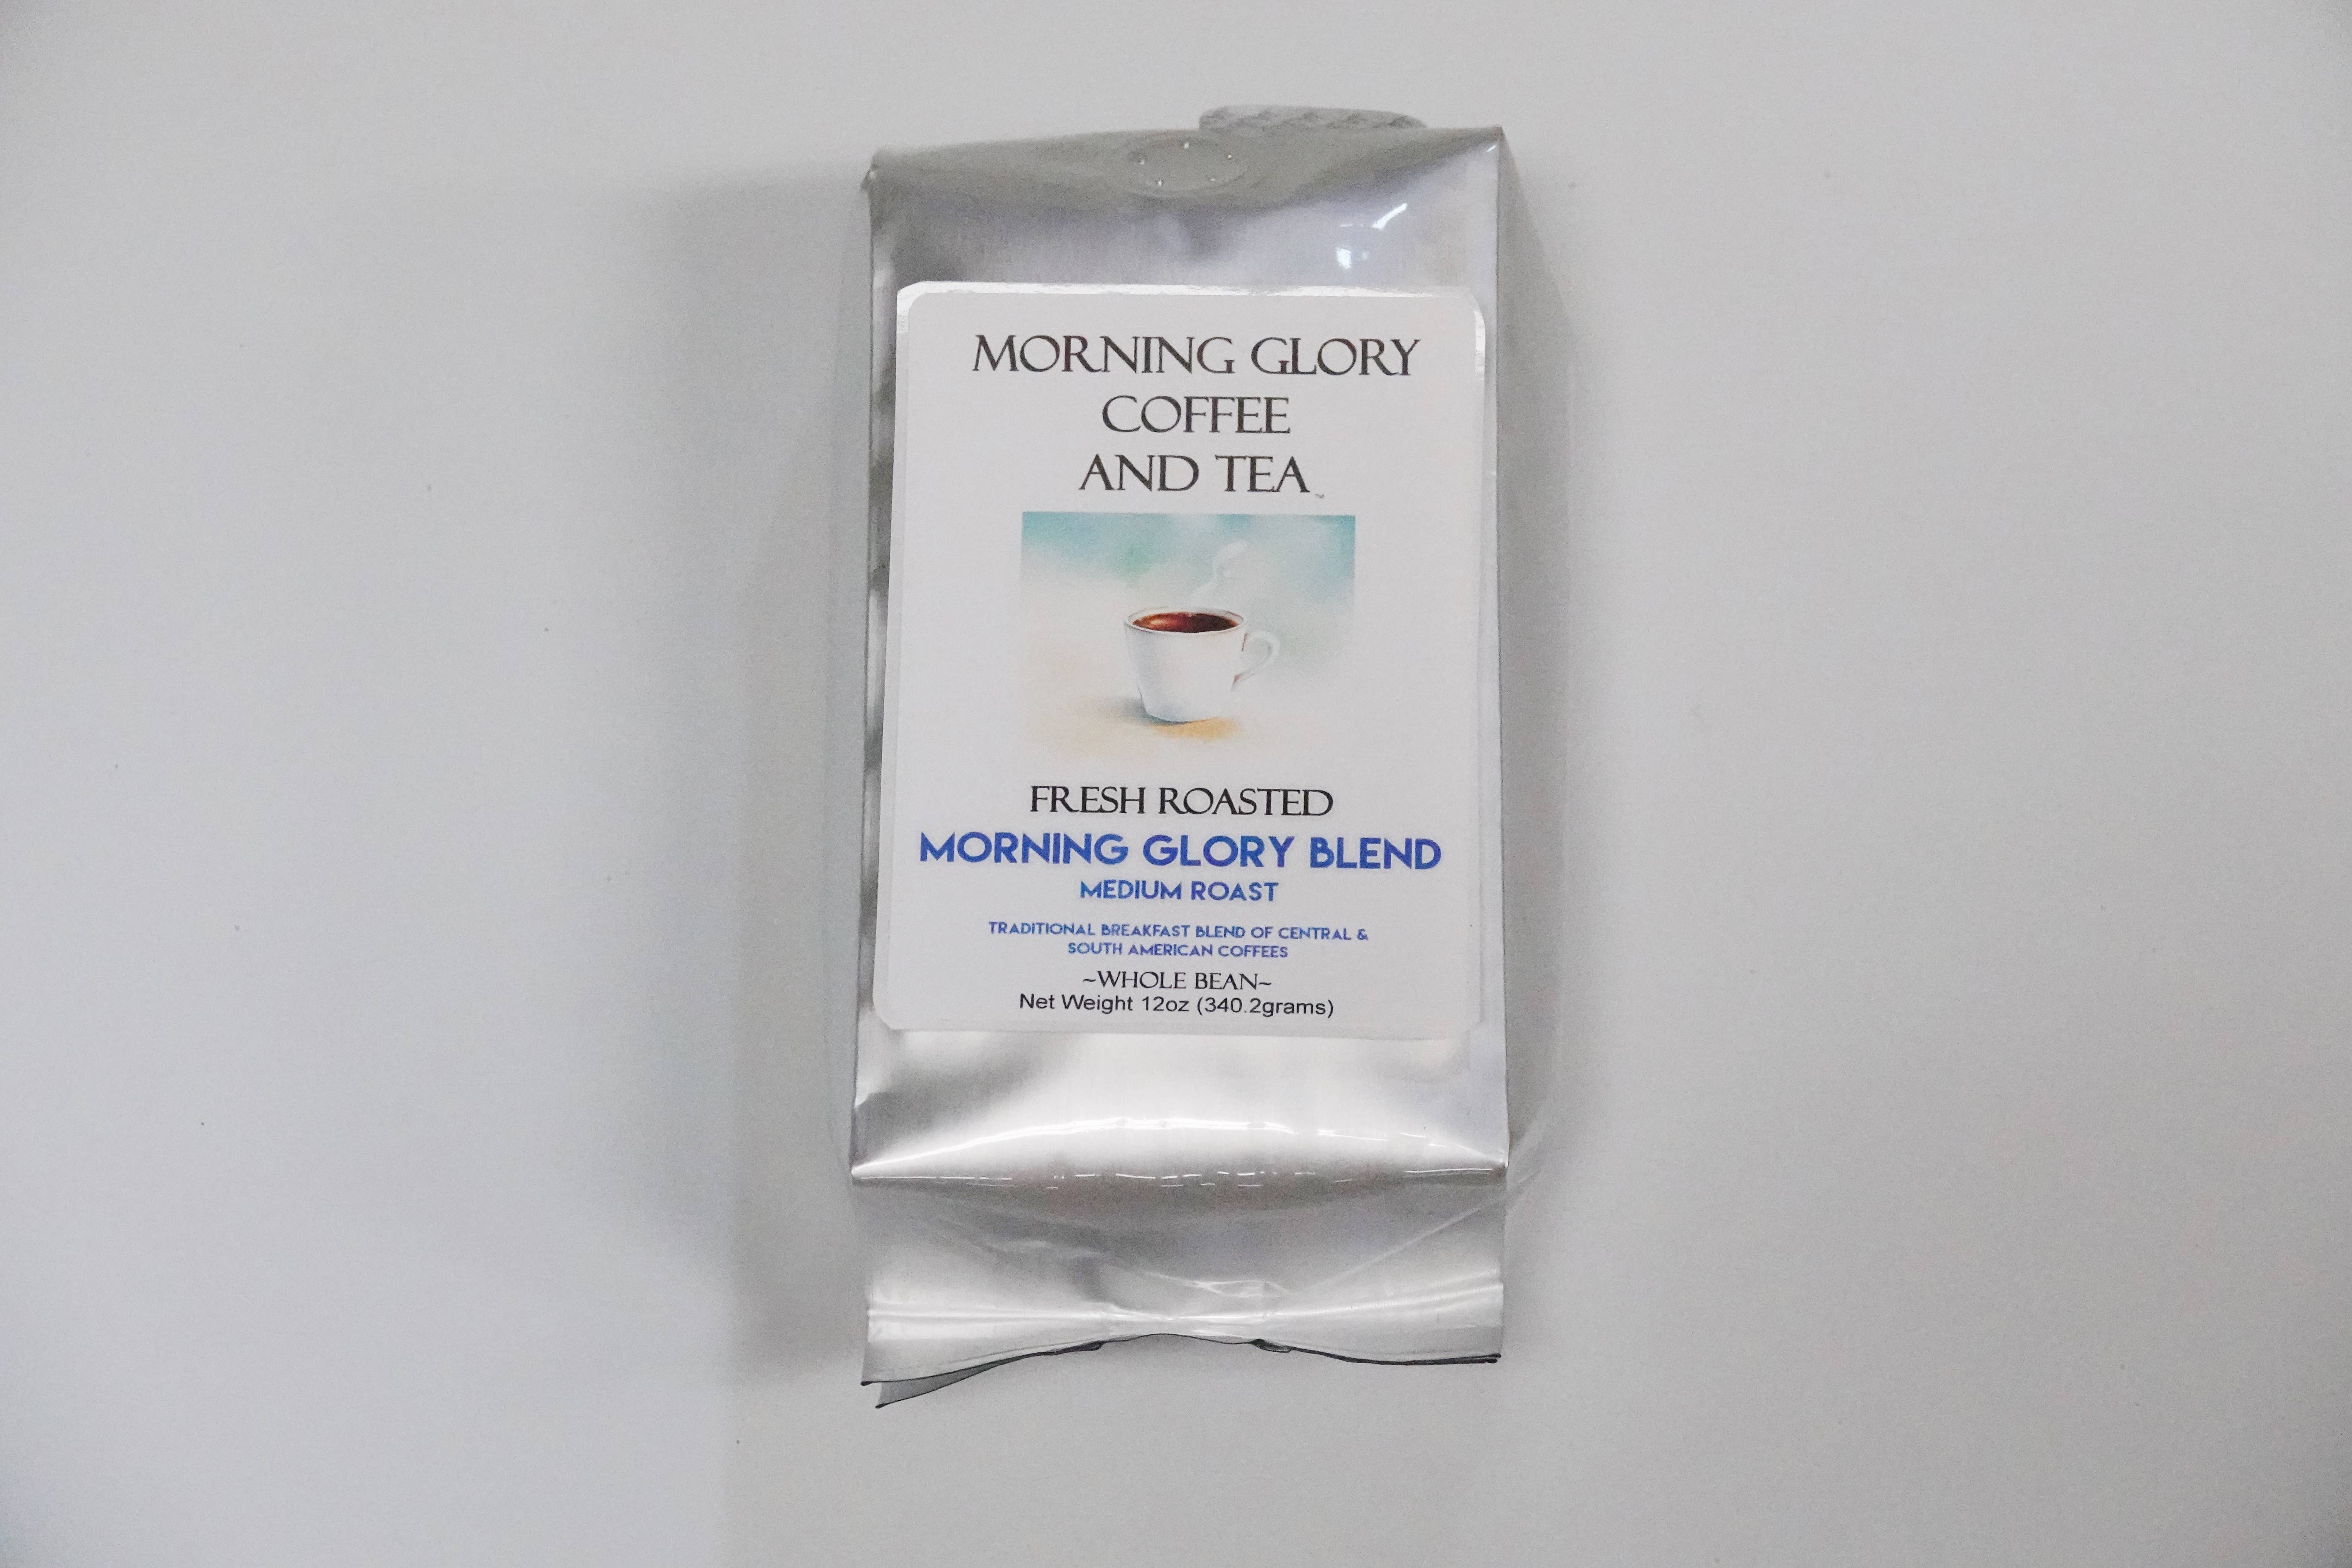 MORNING GLORY
COFFEE
AND TEA™
FRESH ROASTED
MORNING GLORY BLEND
MEDIUM ROAST
TRADITIONAL BREAKFAST BLEND OF CENTRAL &
SOUTH AMERICAN COFFEES
~WHOLE BEAN~
Net Weight 12oz (340.2grams)